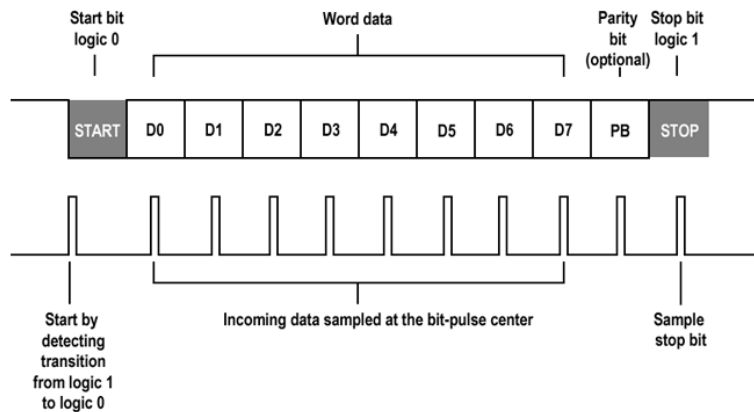 Start bit
logic 0
Word data
Parity
bit
(optional)
Stop bit
logic 1
START D0 D1 D2 D3 D4 D5 D6 D7 PB STOP
Start by
detecting
transition
from logic 1
to logic 0
Incoming data sampled at the bit-pulse center
Sample
stop bit